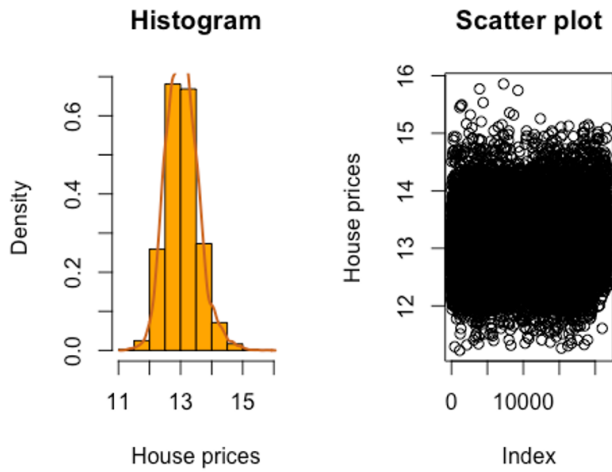 Histogram
Scatter plot
Density
0.0
0.2
0.4
0.6
11
13
15
House prices
House prices
12
13
14
15
16
0
10000
Index